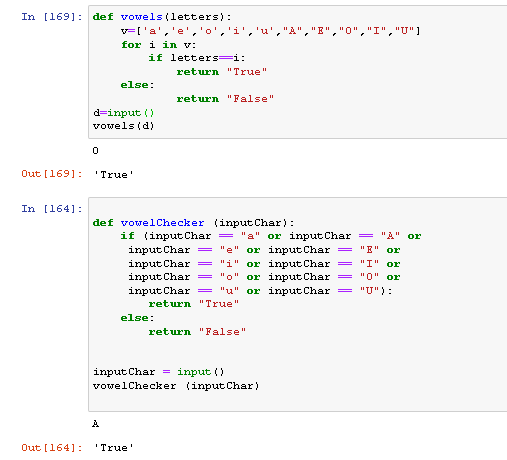 In [169]: def vowels(letters):
    v=['a','e','o','i','u',"A","E","O","I","U"]
    for i in v:
        if letters==i:
            return "True"
    else:
            return "False"
d=input()
vowels(d)
O
Out[169]: 'True'
In [164]:
def vowelChecker (inputChar):
    if (inputChar == "a" or inputChar == "A" or
     inputChar == "e" or inputChar == "E" or
     inputChar == "i" or inputChar == "I" or
     inputChar == "o" or inputChar == "O" or
     inputChar == "u" or inputChar == "U"):
        return "True"
    else:
        return "False"
inputChar = input()
vowelChecker (inputChar)
A
Out[164]: 'True'